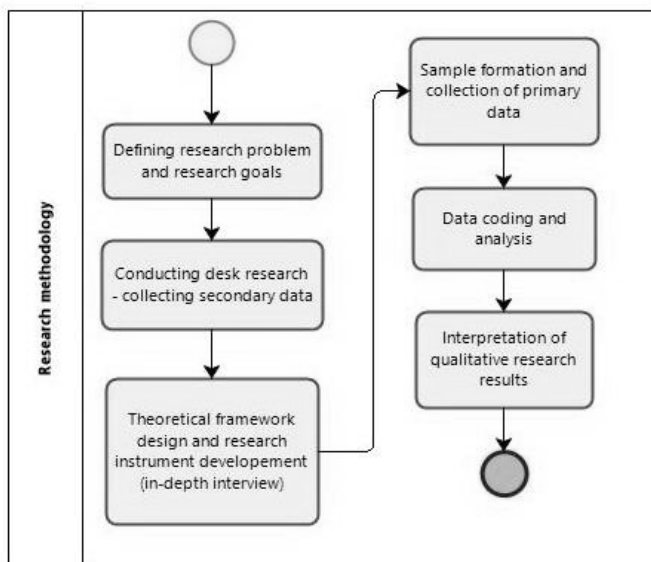 Research methodology
Defining research problem
and research goals
Conducting desk research
- collecting secondary data
Theoretical framework
design and research
instrument developement
(in-depth interview)
Sample formation and
collection of primary
data
Data coding and
analysis
Interpretation of
qualitative research
results